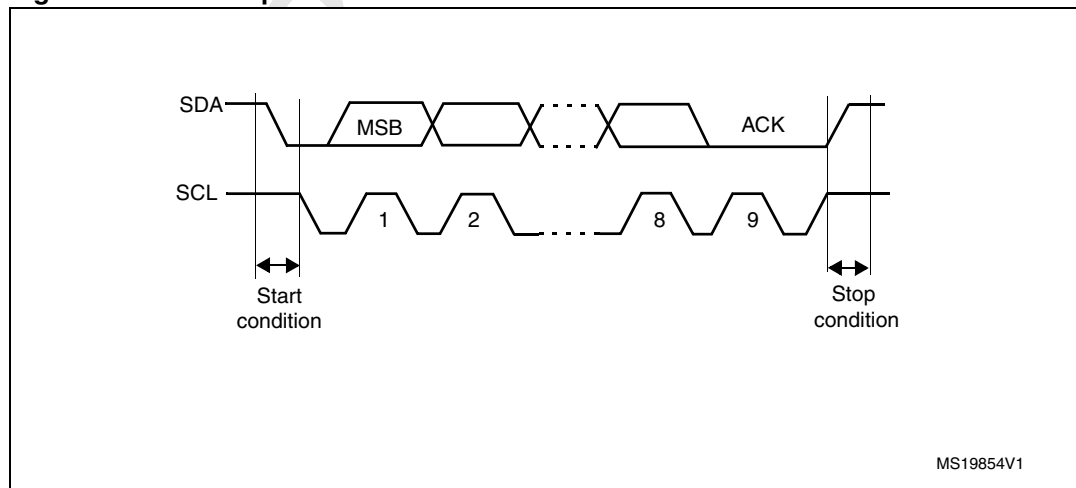 SDA
MSB
ACK
SCL
1
2
8
9
Start
condition
Stop
condition
MS19854V1